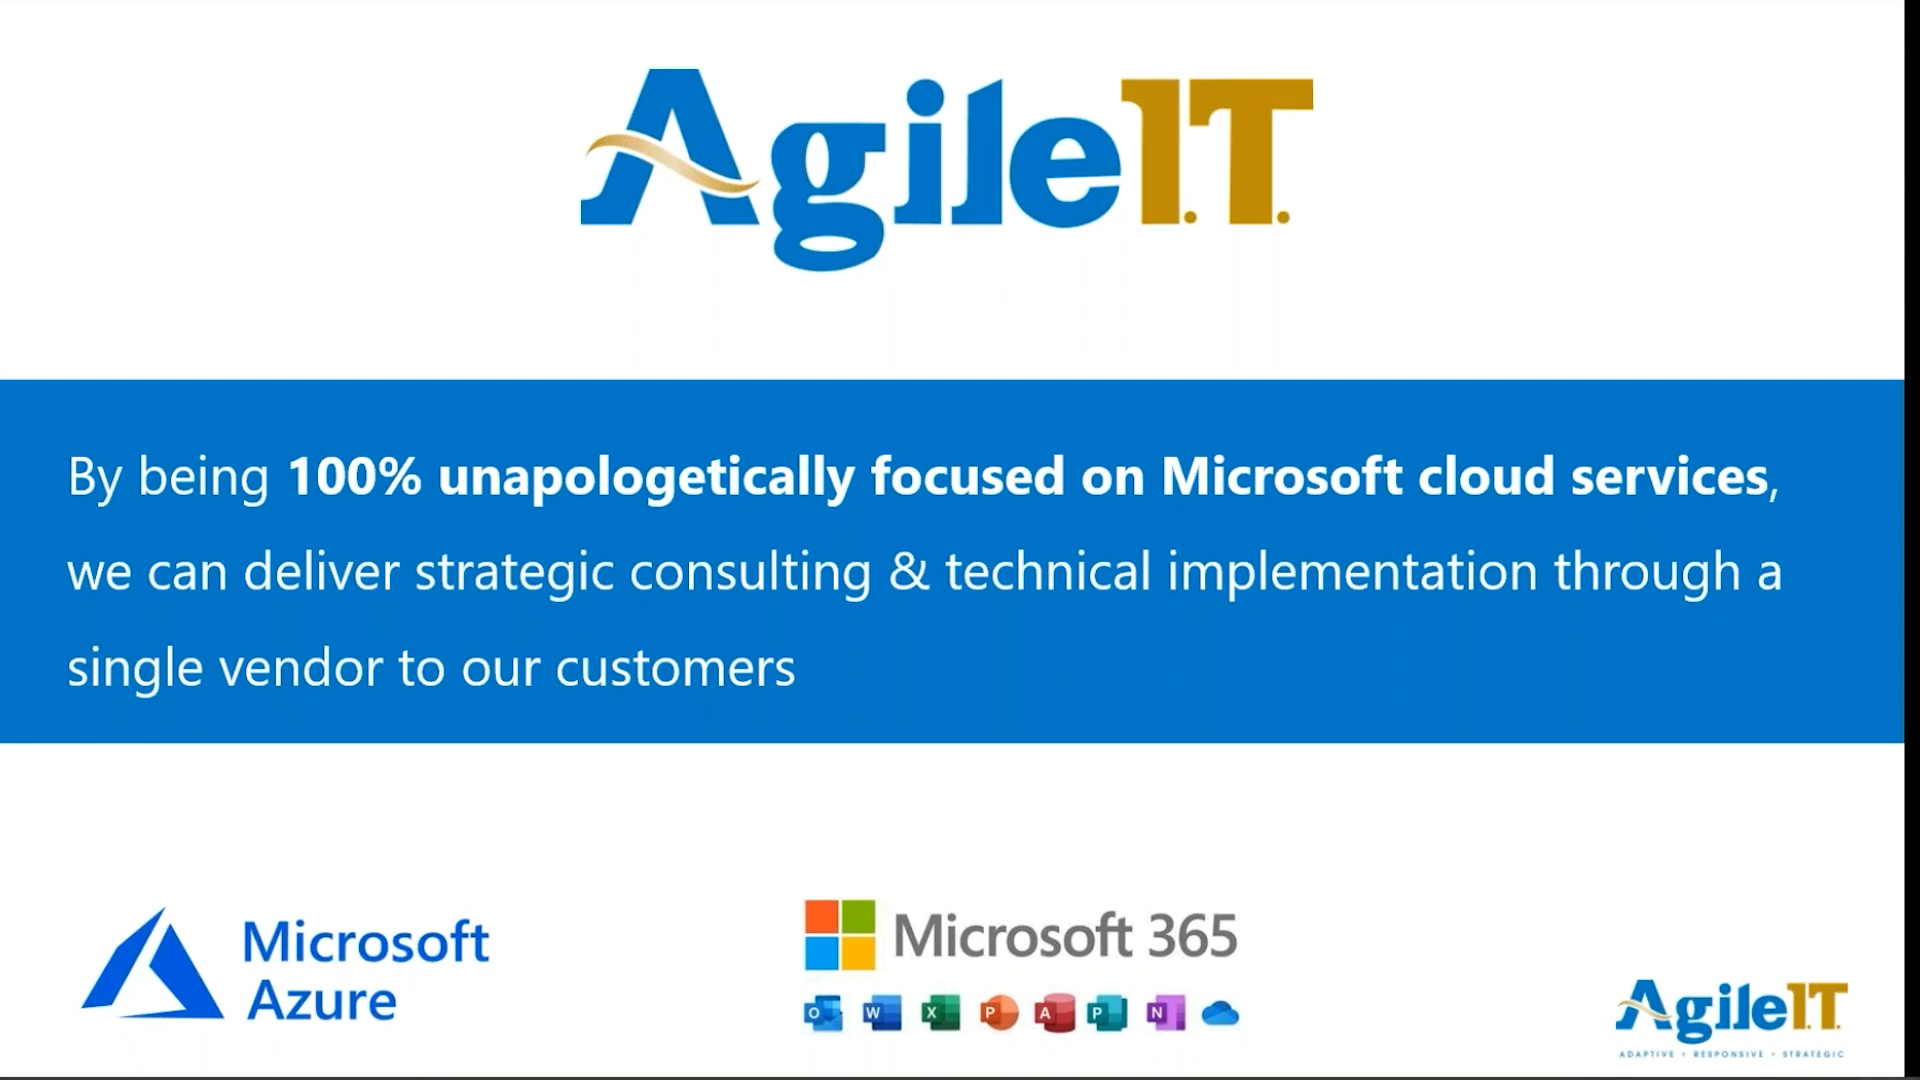 AgileI.T.
By being 100% unapologetically focused on Microsoft cloud services,
we can deliver strategic consulting & technical implementation through a
single vendor to our customers
Microsoft
Azure
Microsoft 365
O W X P A P N
AgileI.T.
ADAPTIVE • RESPONSIVE • STRATEGIC